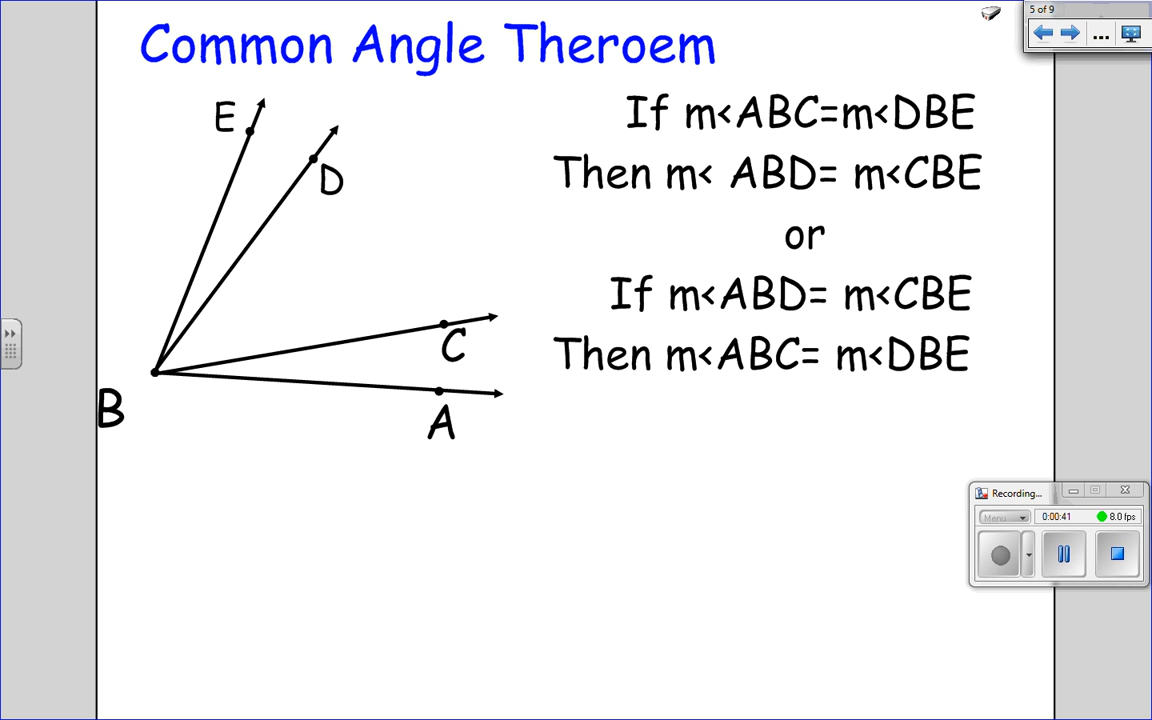 5 of 9
Common Angle Theroem
If m<ABC=m<DBE
Then m< ABD= m<CBE
or
If m<ABD= m<CBE
Then m<ABC= m<DBE
E
D
C
B
A
Recording...
Menu
0:00:41
8.0 fps